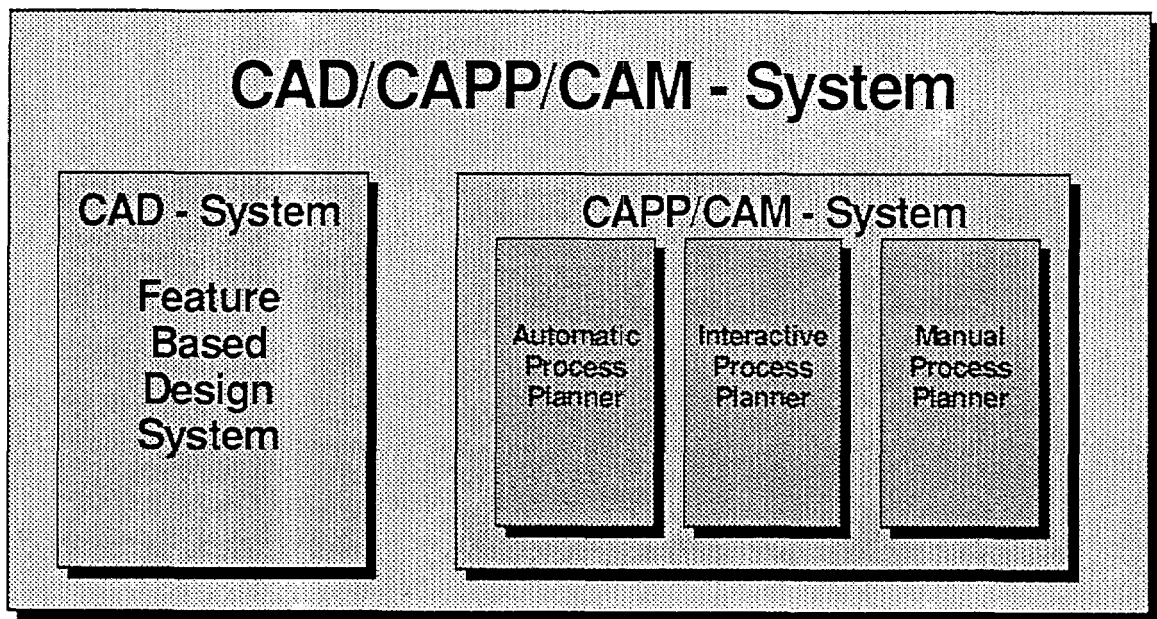 CAD/CAPP/CAM - System
CAD - System
Feature
Based
Design
System
CAPP/CAM - System
Automatic
Process
Planner
Interactive
Process
Planner
Manual
Process
Planner